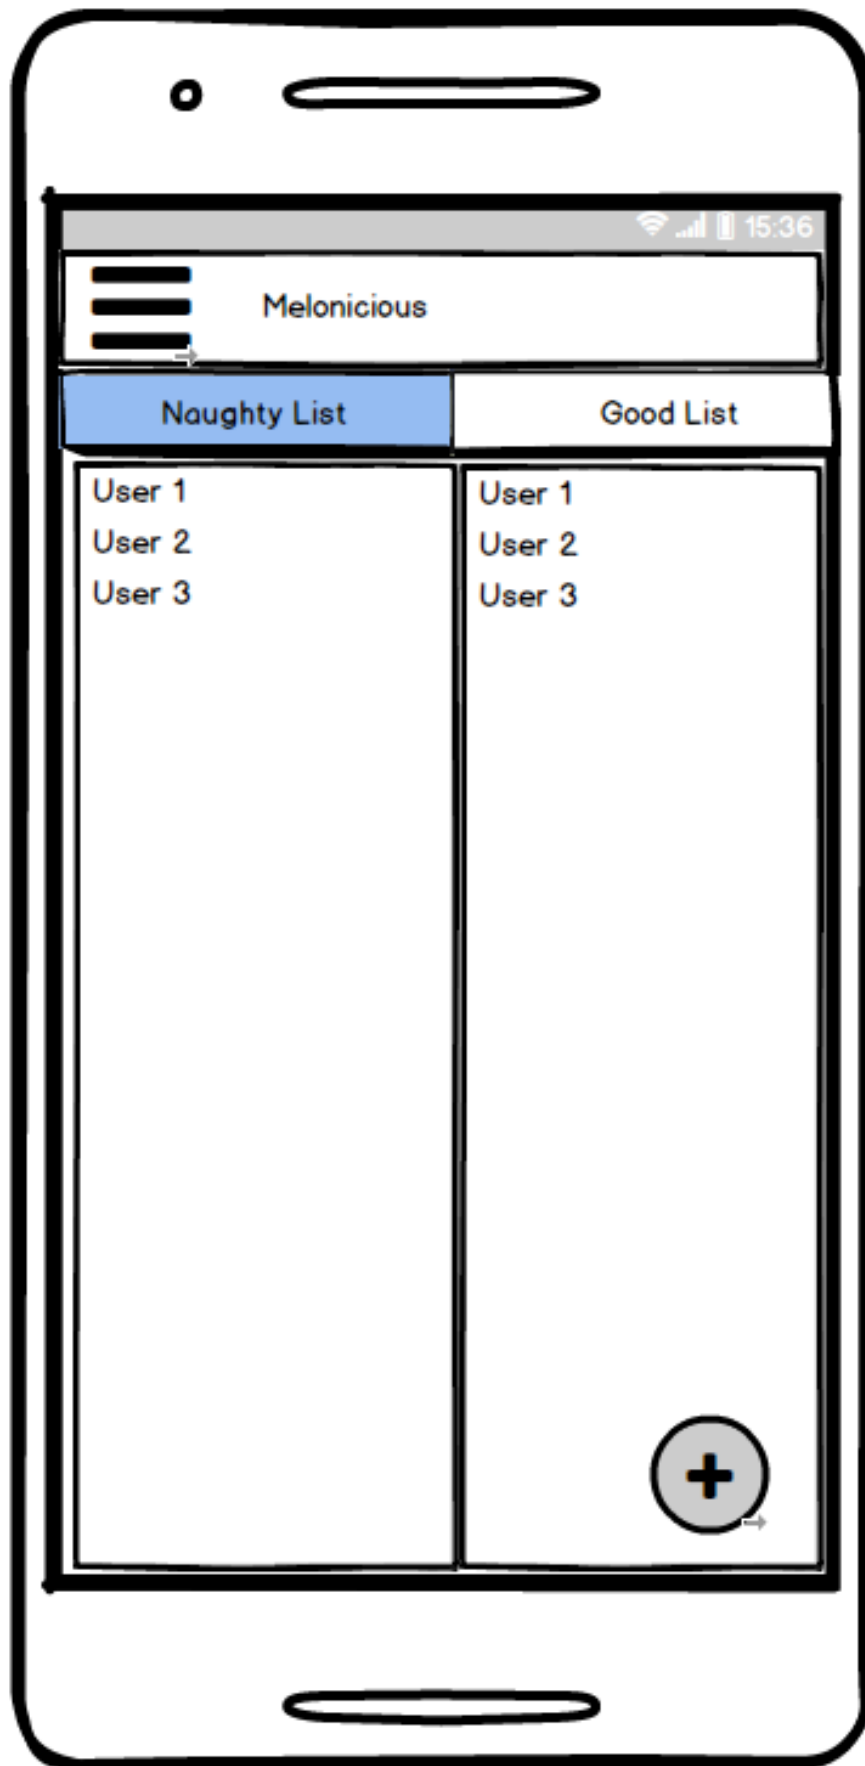 15:36
Melonicious
Naughty List
Good List
User 1
User 2
User 3
User 1
User 2
User 3